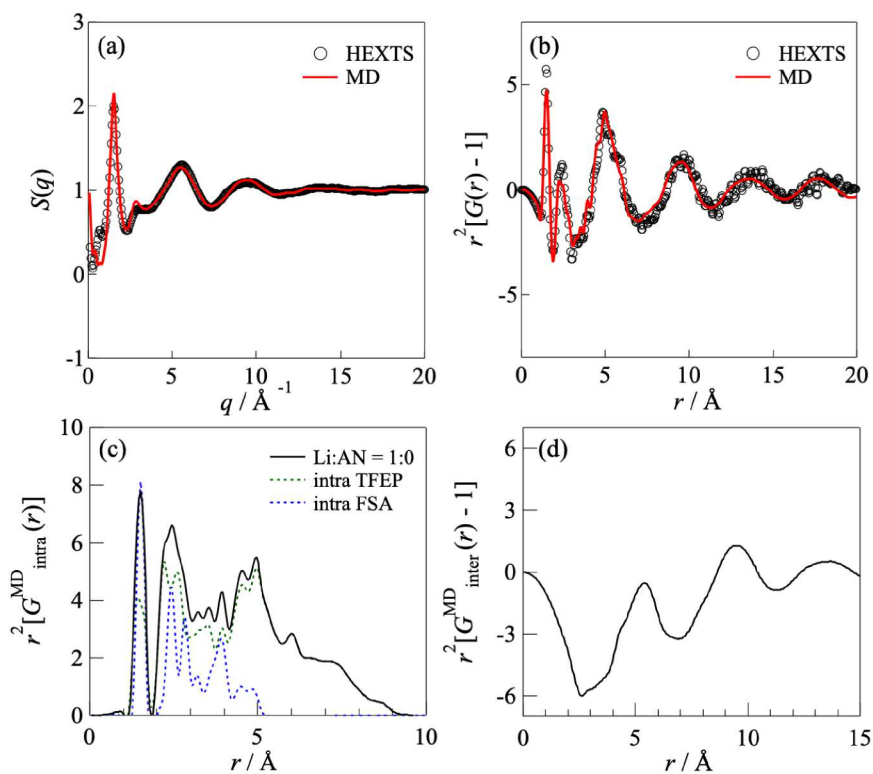 (a)
HEXTS
MD
S(q)
3
2
1
0
-1
0
5
10
15
20
q / Å -1
(b)
HEXTS
MD
r2[G(r) - 1]
5
0
-5
0
5
10
15
20
r / Å
(c)
Li:AN = 1:0
intra TFEP
intra FSA
r2[GMDintra(r)]
10
8
6
4
2
0
0
5
10
r / Å
(d)
r2[GMDinter(r) - 1]
6
3
0
-3
-6
0
5
10
15
r / Å